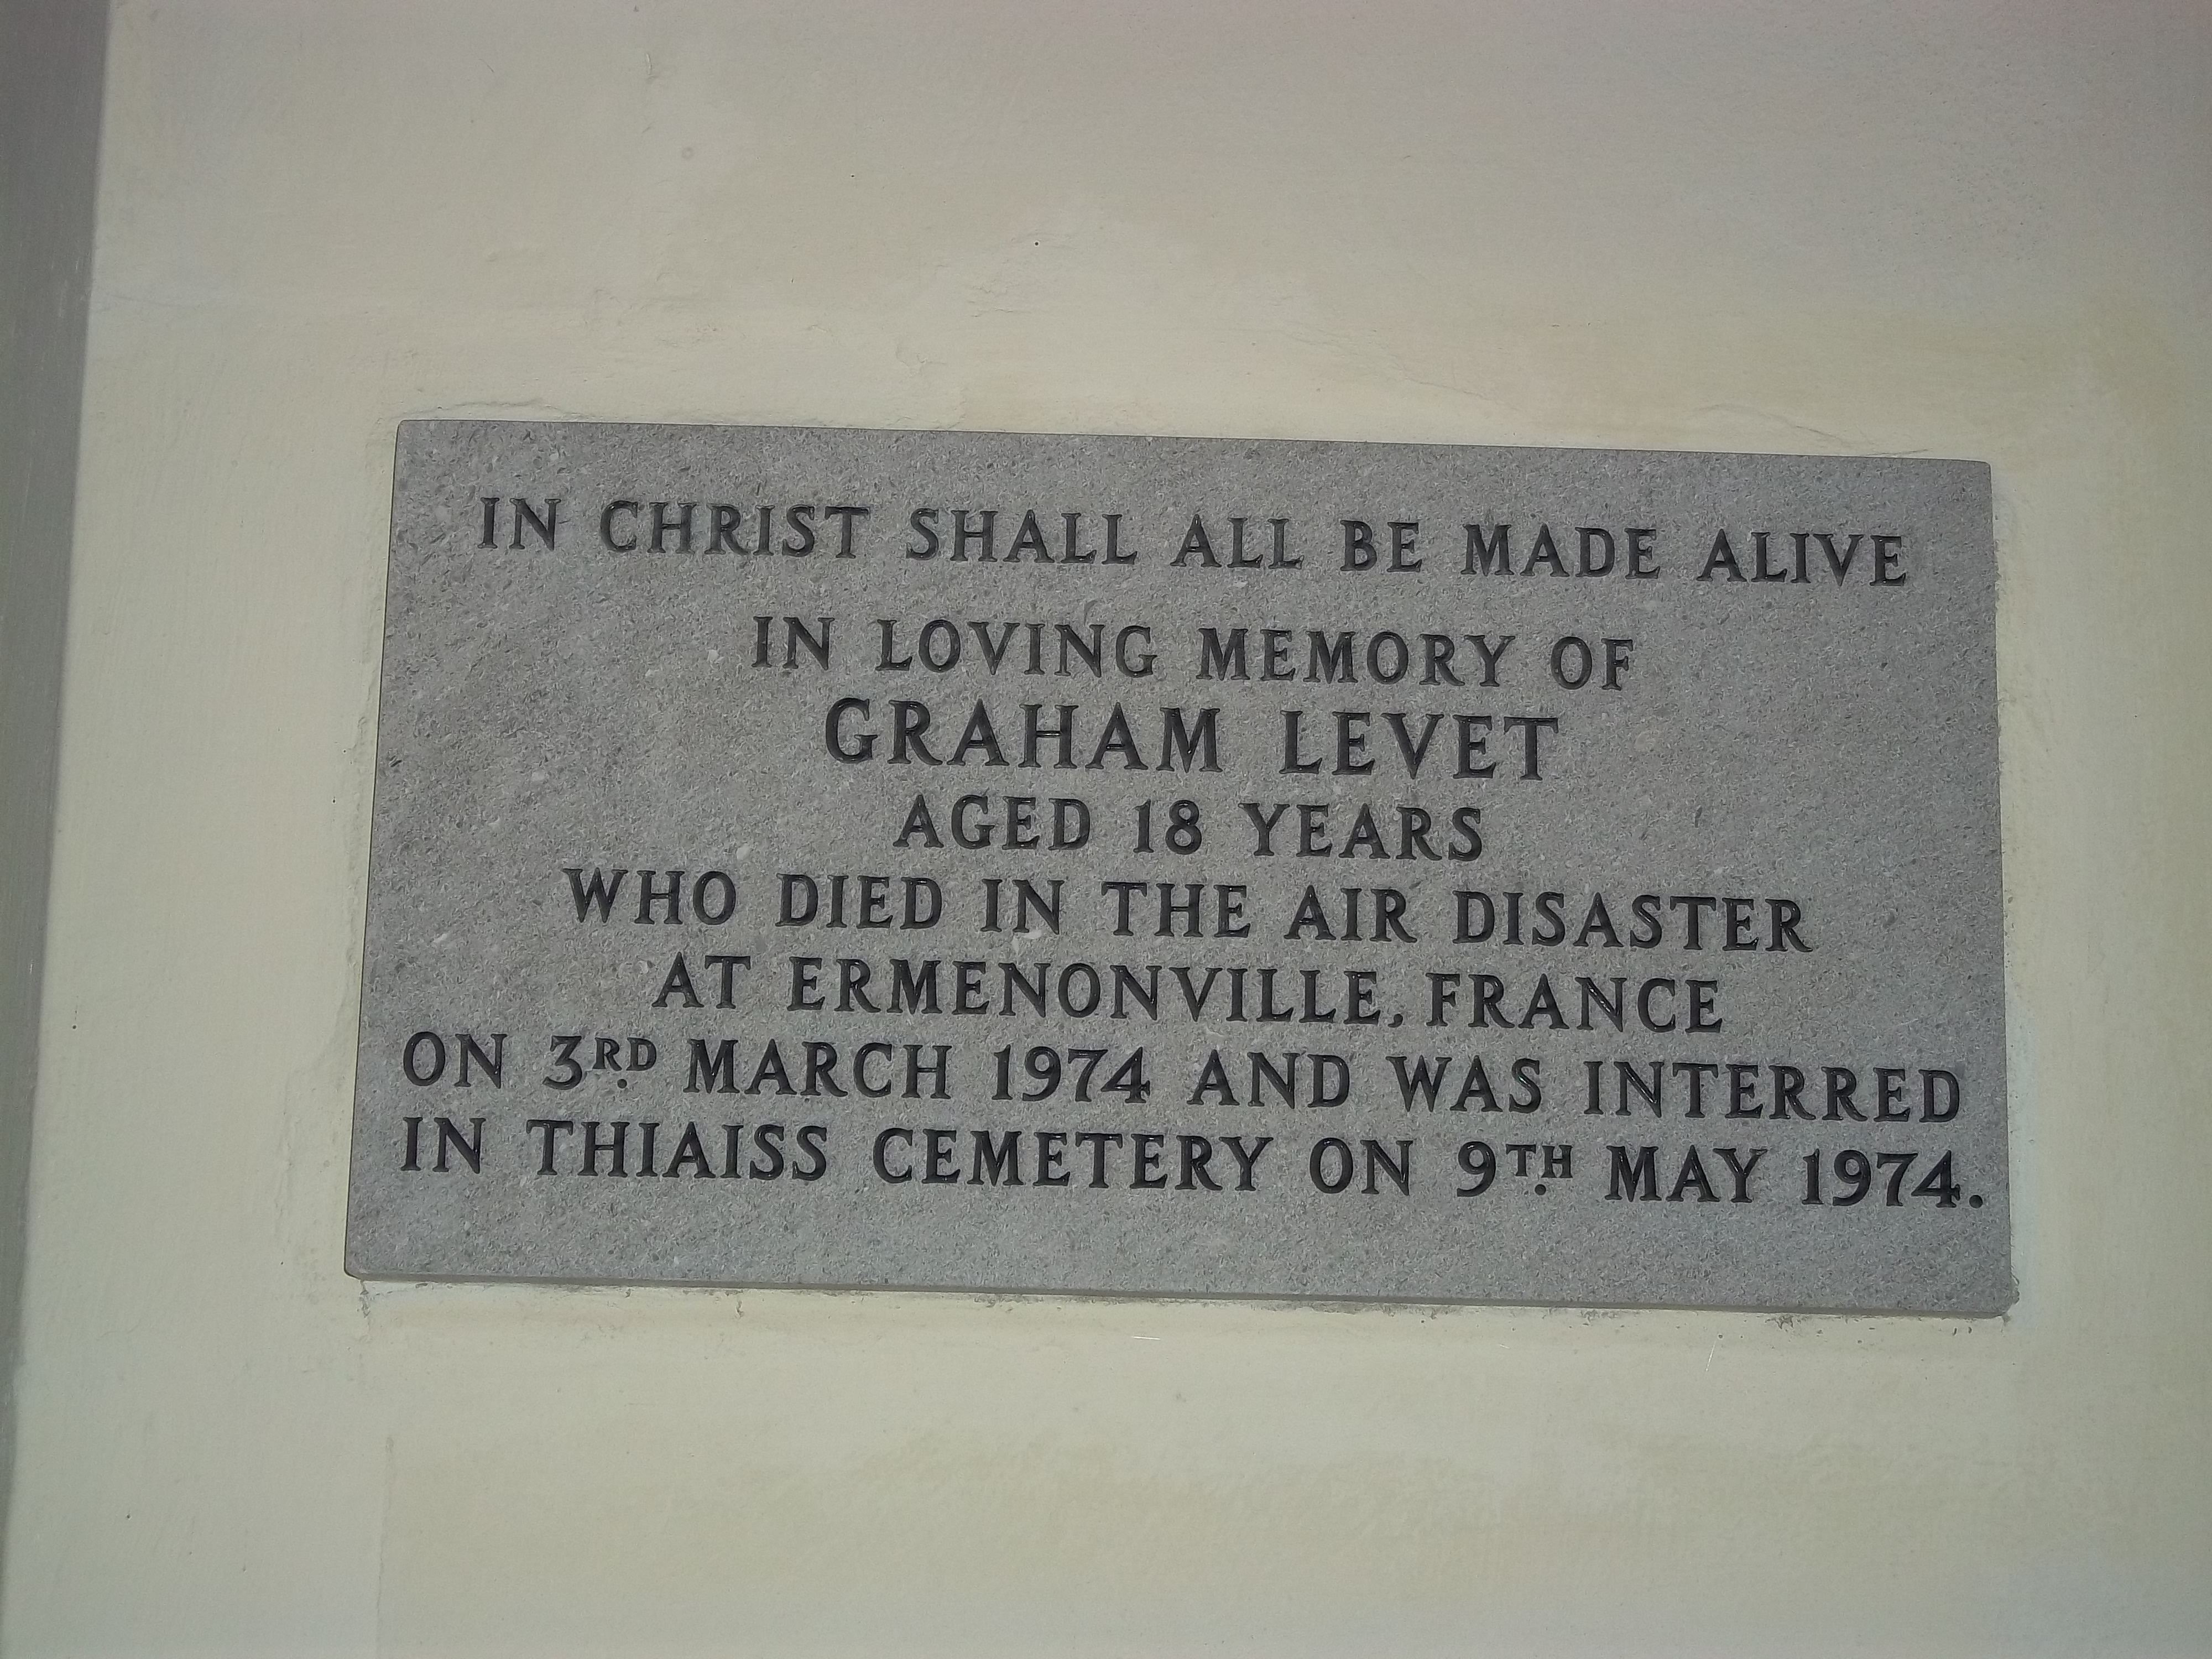 IN CHRIST SHALL ALL BE MADE ALIVE
IN LOVING MEMORY OF
GRAHAM LEVET
AGED 18 YEARS
WHO DIED IN THE AIR DISASTER
AT ERMENONVILLE, FRANCE
ON 3RD MARCH 1974 AND WAS INTERRED
IN THIAISS CEMETERY ON 9TH MAY 1974.